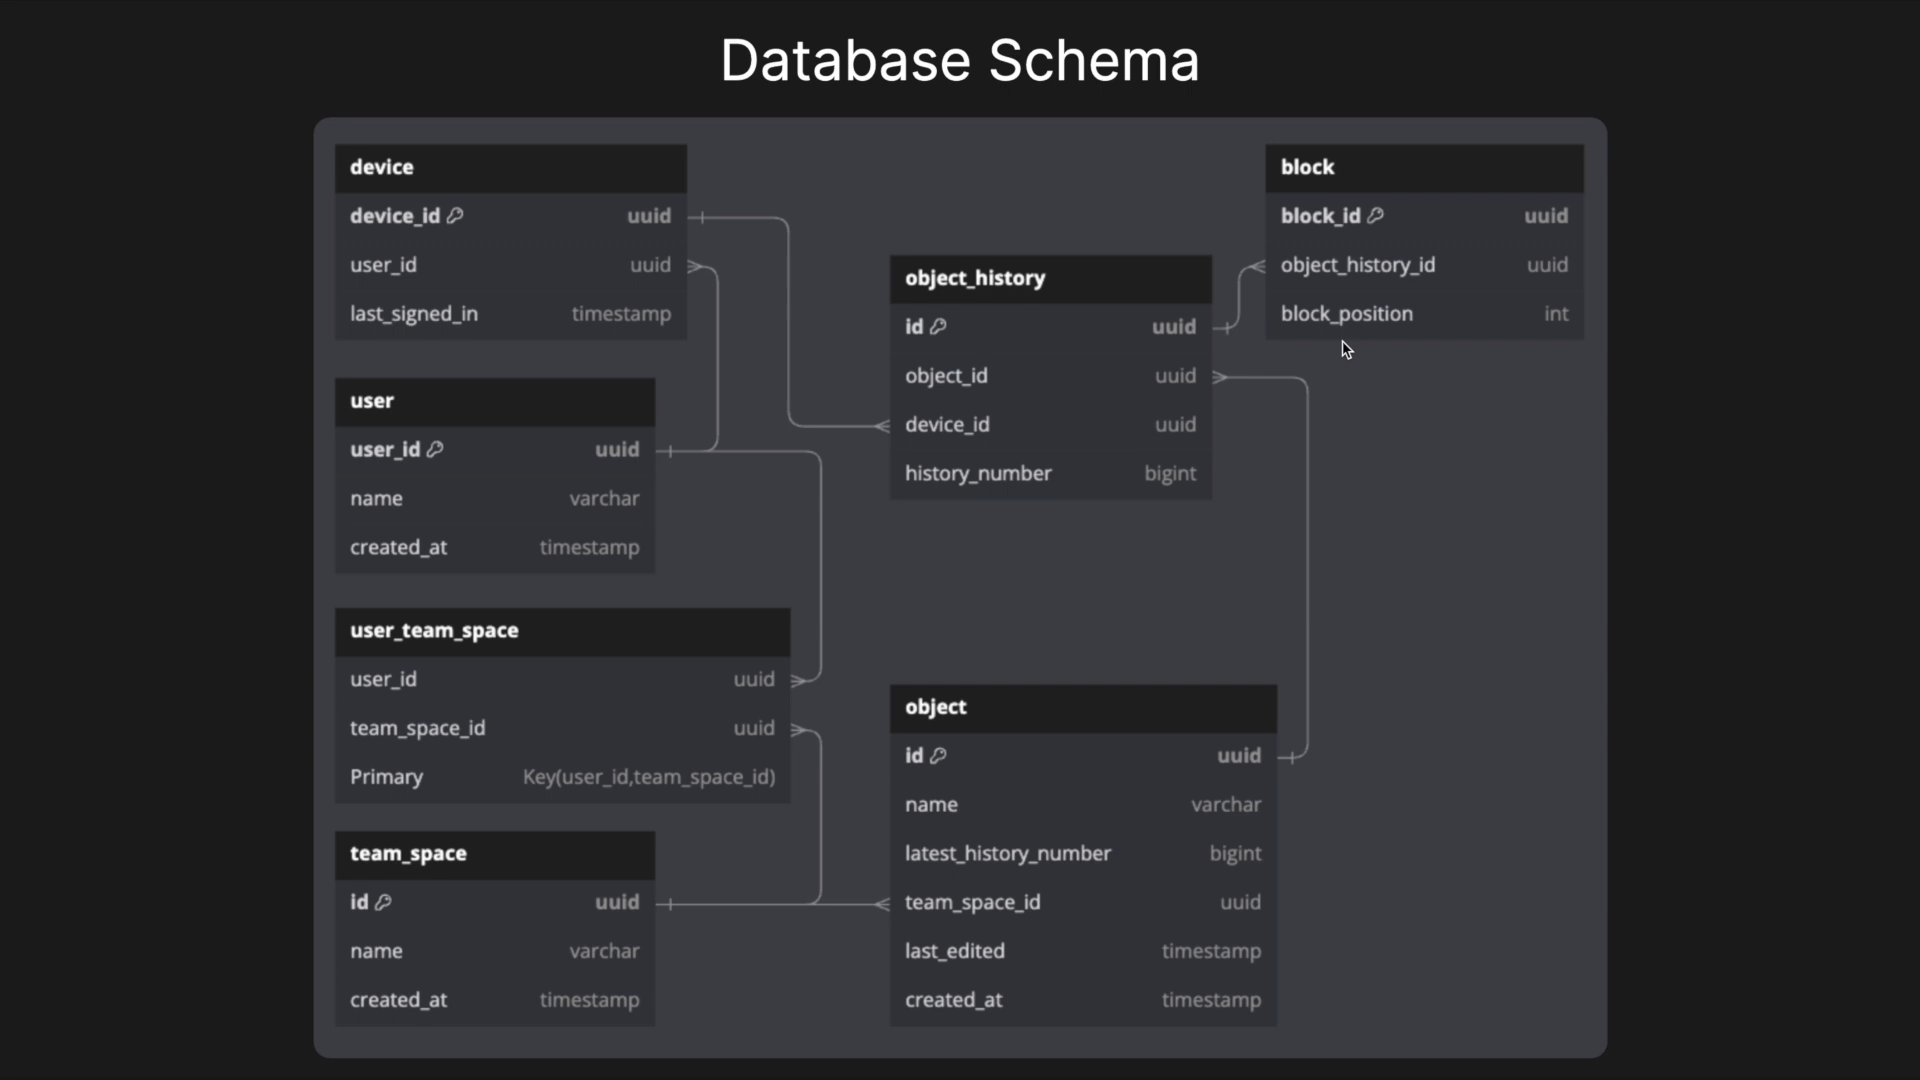 Database Schema
device
device_id uuid
user_id uuid
last_signed_in timestamp
user
user_id uuid
name varchar
created_at timestamp
user_team_space
user_id uuid
team_space_id uuid
Primary Key(user_id,team_space_id)
team_space
id uuid
name varchar
created_at timestamp
object_history
id uuid
object_id uuid
device_id uuid
history_number bigint
object
id uuid
name varchar
latest_history_number bigint
team_space_id uuid
last_edited timestamp
created_at timestamp
block
block_id uuid
object_history_id uuid
block_position int